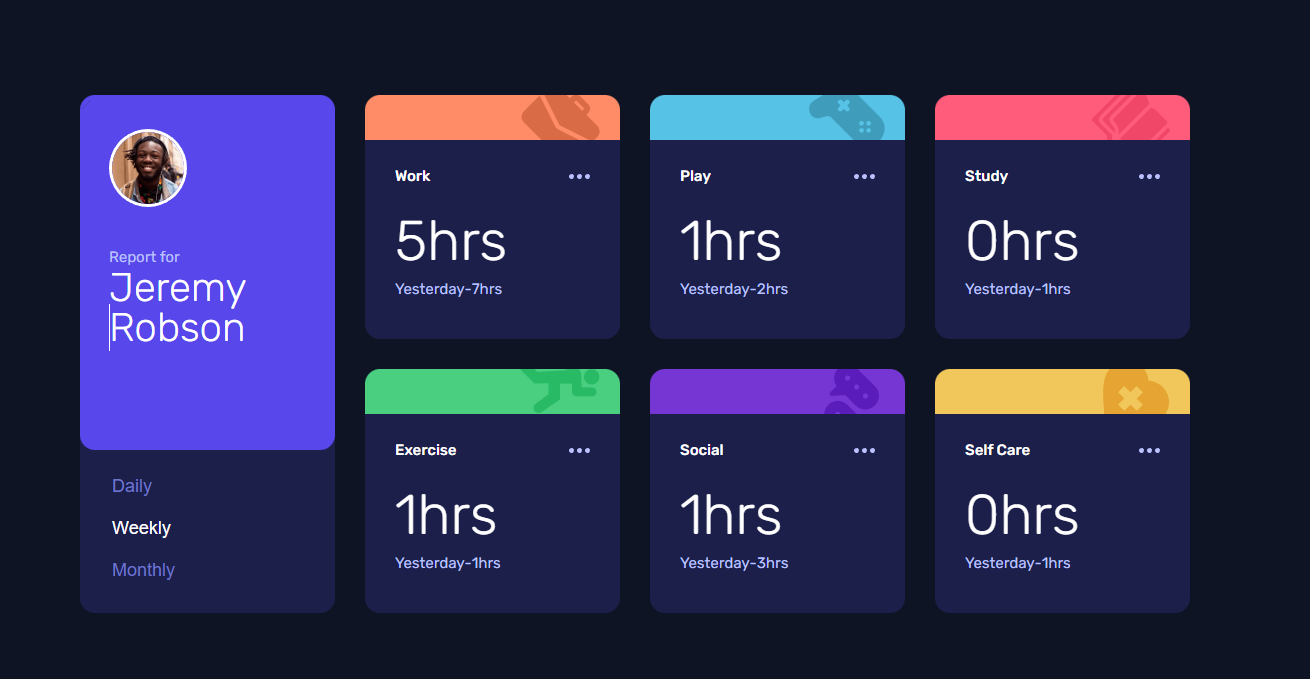 Report for
Jeremy
Robson
Daily
Weekly
Monthly
Work
5hrs
Yesterday-7hrs
Play
1hrs
Yesterday-2hrs
Study
0hrs
Yesterday-1hrs
Exercise
1hrs
Yesterday-1hrs
Social
1hrs
Yesterday-3hrs
Self Care
0hrs
Yesterday-1hrs